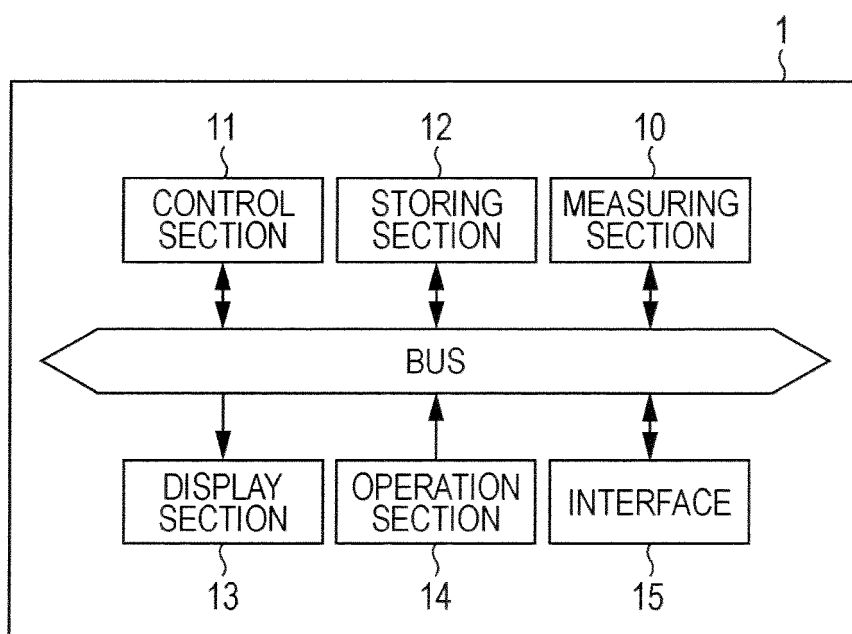 1
11
12
10
CONTROL
SECTION
STORING
SECTION
MEASURING
SECTION
BUS
DISPLAY
SECTION
OPERATION
SECTION
INTERFACE
13
14
15